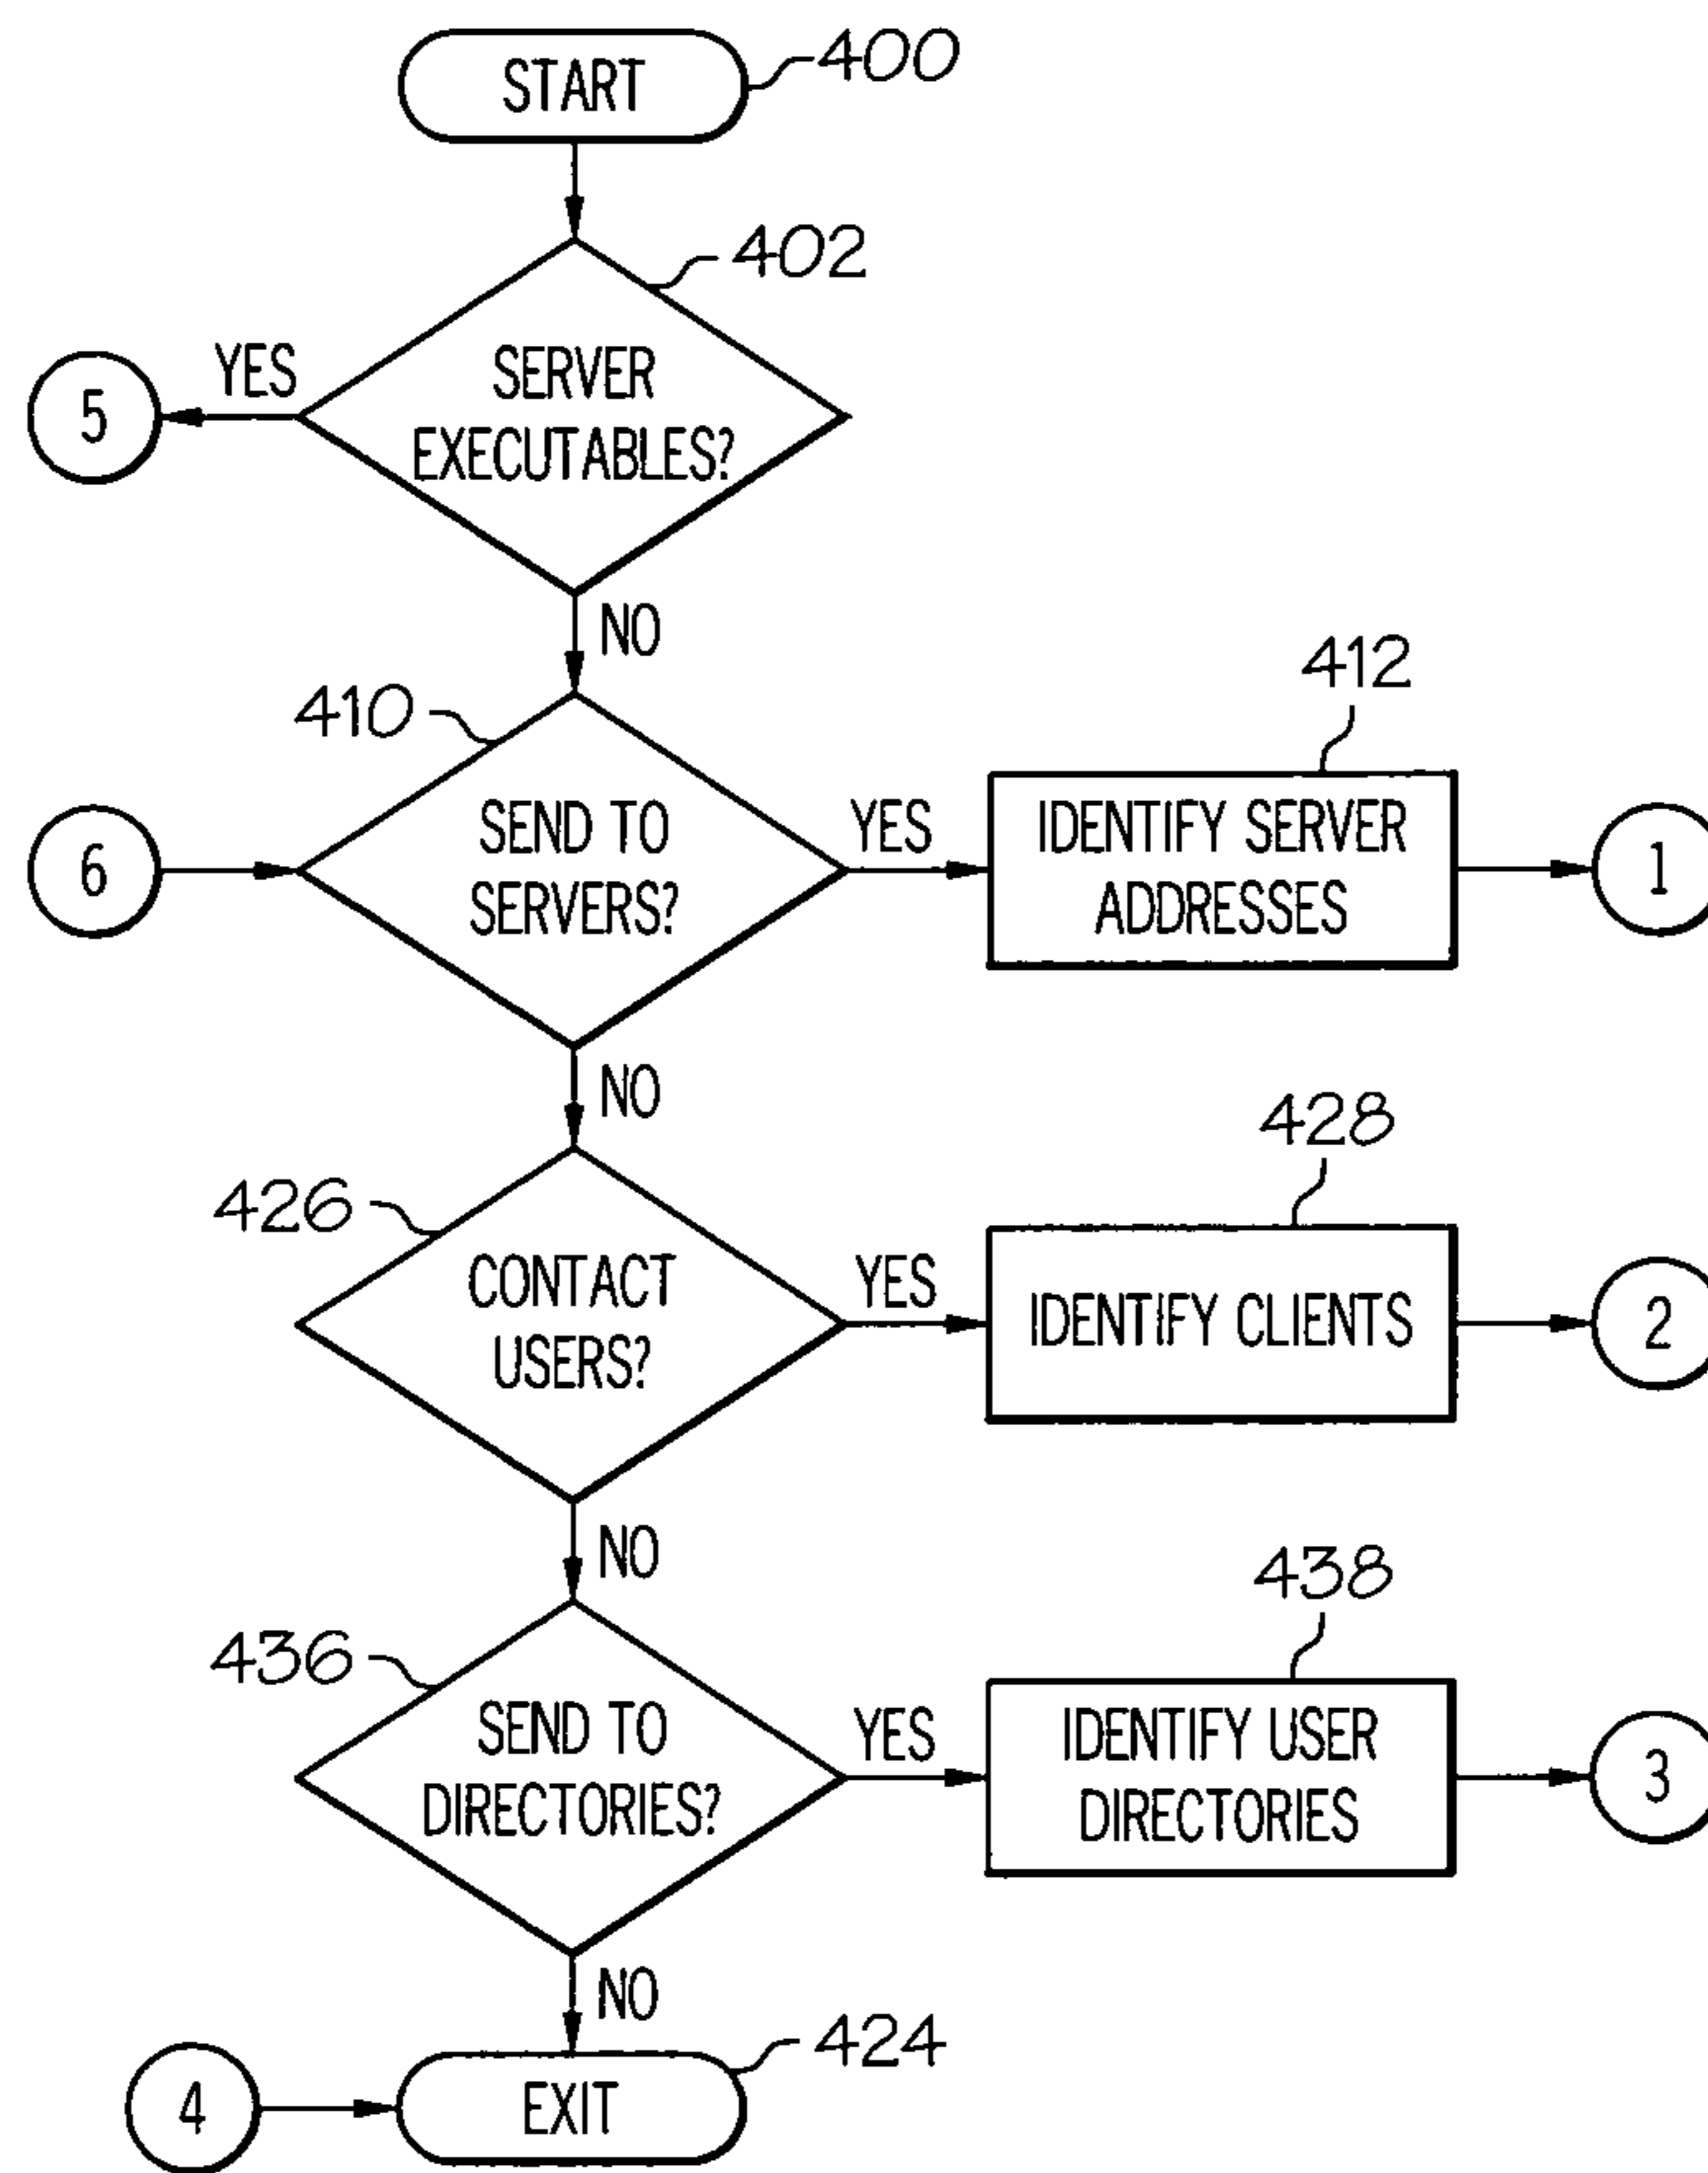 START
400
402
YES
SERVER
EXECUTABLES?
5
NO
410
412
6
SEND TO
SERVERS?
YES
IDENTIFY SERVER
ADDRESSES
1
NO
426
428
CONTACT
USERS?
YES
IDENTIFY CLIENTS
2
NO
436
438
SEND TO
DIRECTORIES?
YES
IDENTIFY USER
DIRECTORIES
3
NO
424
4
EXIT